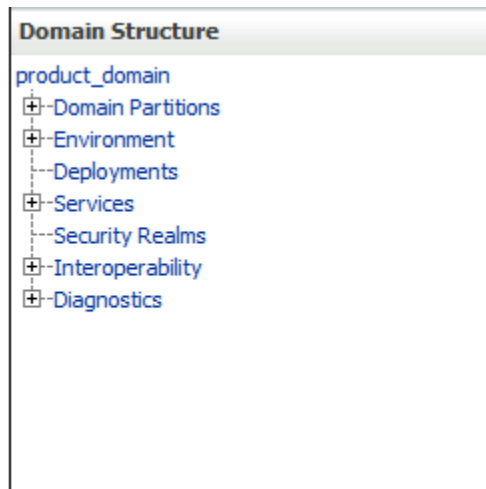 Domain Structure
product_domain
Domain Partitions
Environment
Deployments
Services
Security Realms
Interoperability
Diagnostics